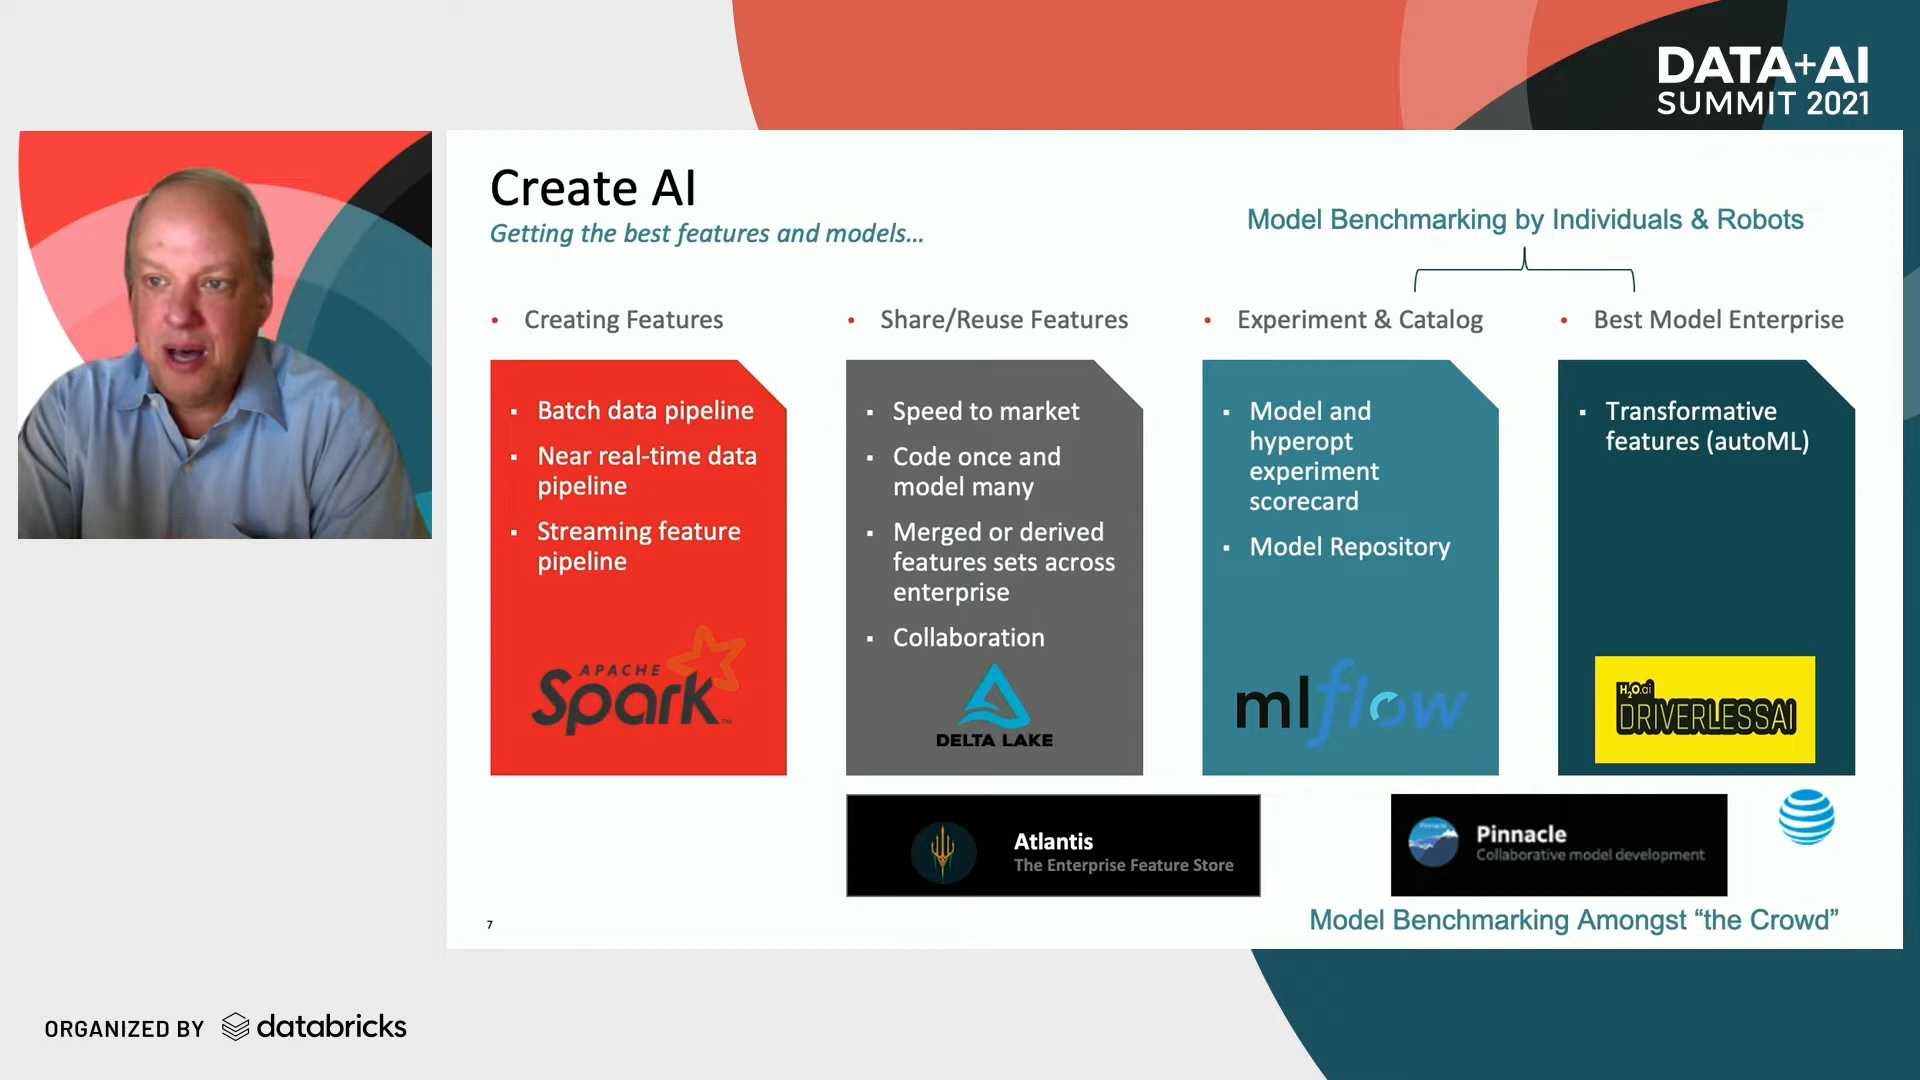 DATA+AI
SUMMIT 2021
Create AI
Getting the best features and models...
Model Benchmarking by Individuals & Robots
• Creating Features
▪ Batch data pipeline
▪ Near real-time data
pipeline
▪ Streaming feature
pipeline
APACHE
Spark™
• Share/Reuse Features
▪ Speed to market
▪ Code once and
model many
▪ Merged or derived
features sets across
enterprise
▪ Collaboration
DELTA LAKE
• Experiment & Catalog
▪ Model and
hyperopt
experiment
scorecard
▪ Model Repository
mlflow
• Best Model Enterprise
▪ Transformative
features (autoML)
H2O.ai
DRIVERLESSAI
Atlantis
The Enterprise Feature Store
Pinnacle
Pinnacle
Collaborative model development
7
Model Benchmarking Amongst “the Crowd”
ORGANIZED BY databricks